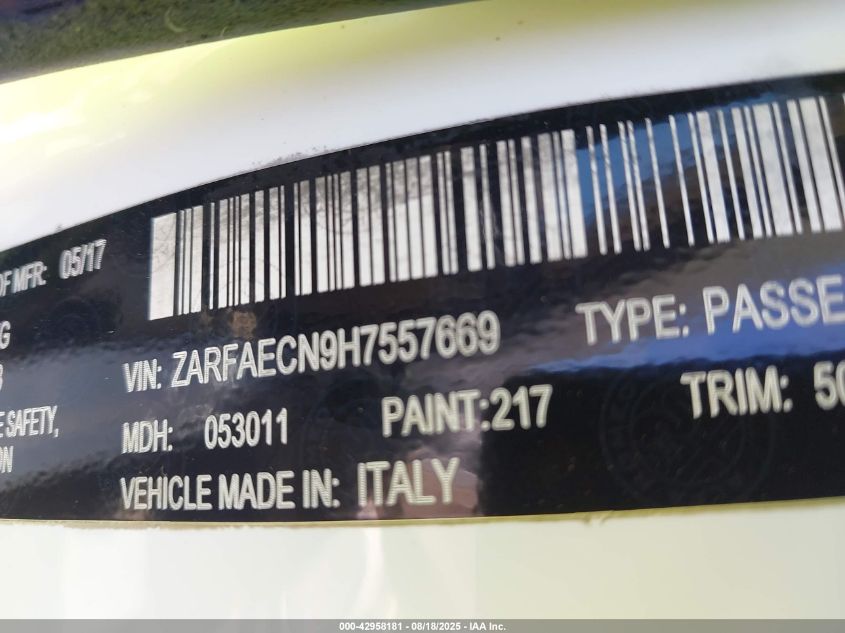 OF MFR: 05/17
G
VIN: ZARFAECN9H7557669
TYPE: PASSE
E SAFETY,
MDH: 053011
PAINT:217
TRIM: 50
ON
VEHICLE MADE IN: ITALY
000-42958181 | 08/18/2025 - IAA Inc.